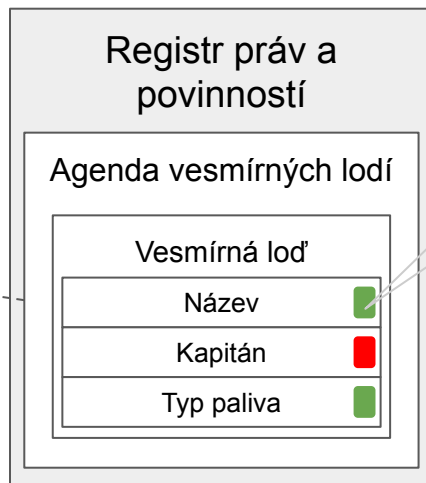 Registr práv a
povinností
Agenda vesmírných lodí
Vesmírná loď
Název
Kapitán
Typ paliva